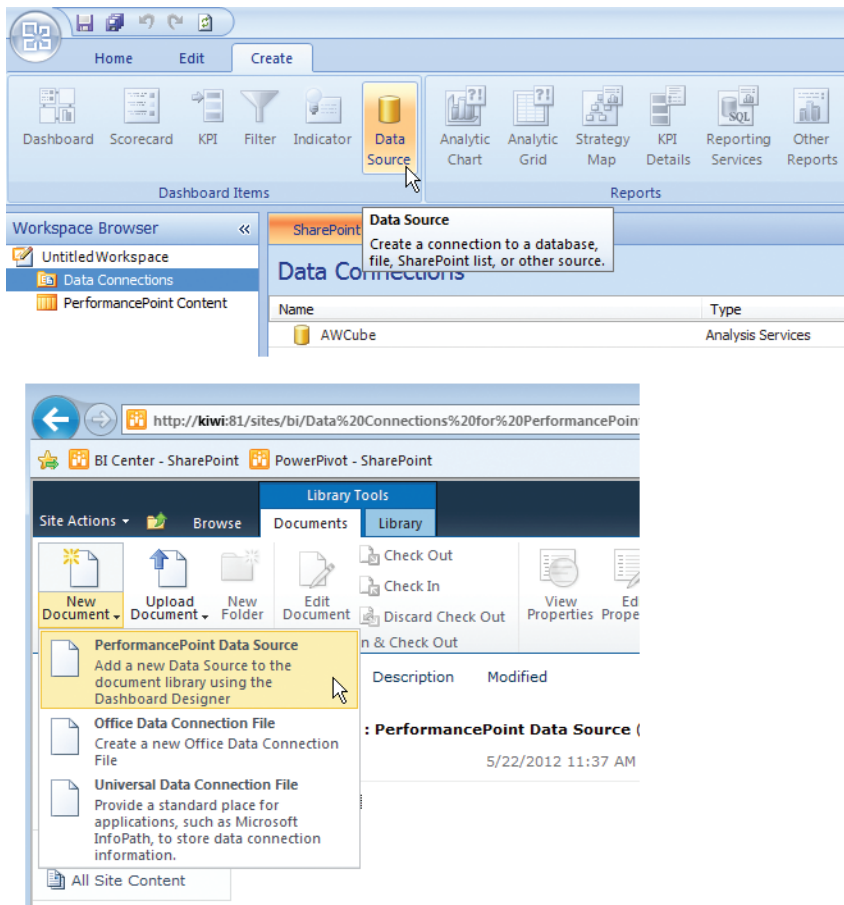 Home Edit Create
Dashboard Scorecard KPI Filter Indicator Data Source Analytic Chart Analytic Grid Strategy Map KPI Details Reporting Services Other Reports
SQL
Dashboard Items Reports
Workspace Browser «
SharePoint
Data Source
Create a connection to a database,
file, SharePoint list, or other source.
Untitled Workspace
Data Connections
PerformancePoint Content
Data Connections
Name Type
AWCube Analysis Services
http://kiwi:81/sites/bi/Data%20Connections%20for%20PerformancePoin
BI Center - SharePoint PowerPivot - SharePoint
Library Tools
Site Actions Browse Documents Library
New Document Upload Document New Folder Edit Document
Check Out
Check In
Discard Check Out
View Properties Ed Prope
n & Check Out
PerformancePoint Data Source
Add a new Data Source to the
document library using the
Dashboard Designer
Office Data Connection File
Create a new Office Data Connection
File
Universal Data Connection File
Provide a standard place for
applications, such as Microsoft
InfoPath, to store data connection
information.
Description Modified
: PerformancePoint Data Source (
5/22/2012 11:37 AM
All Site Content